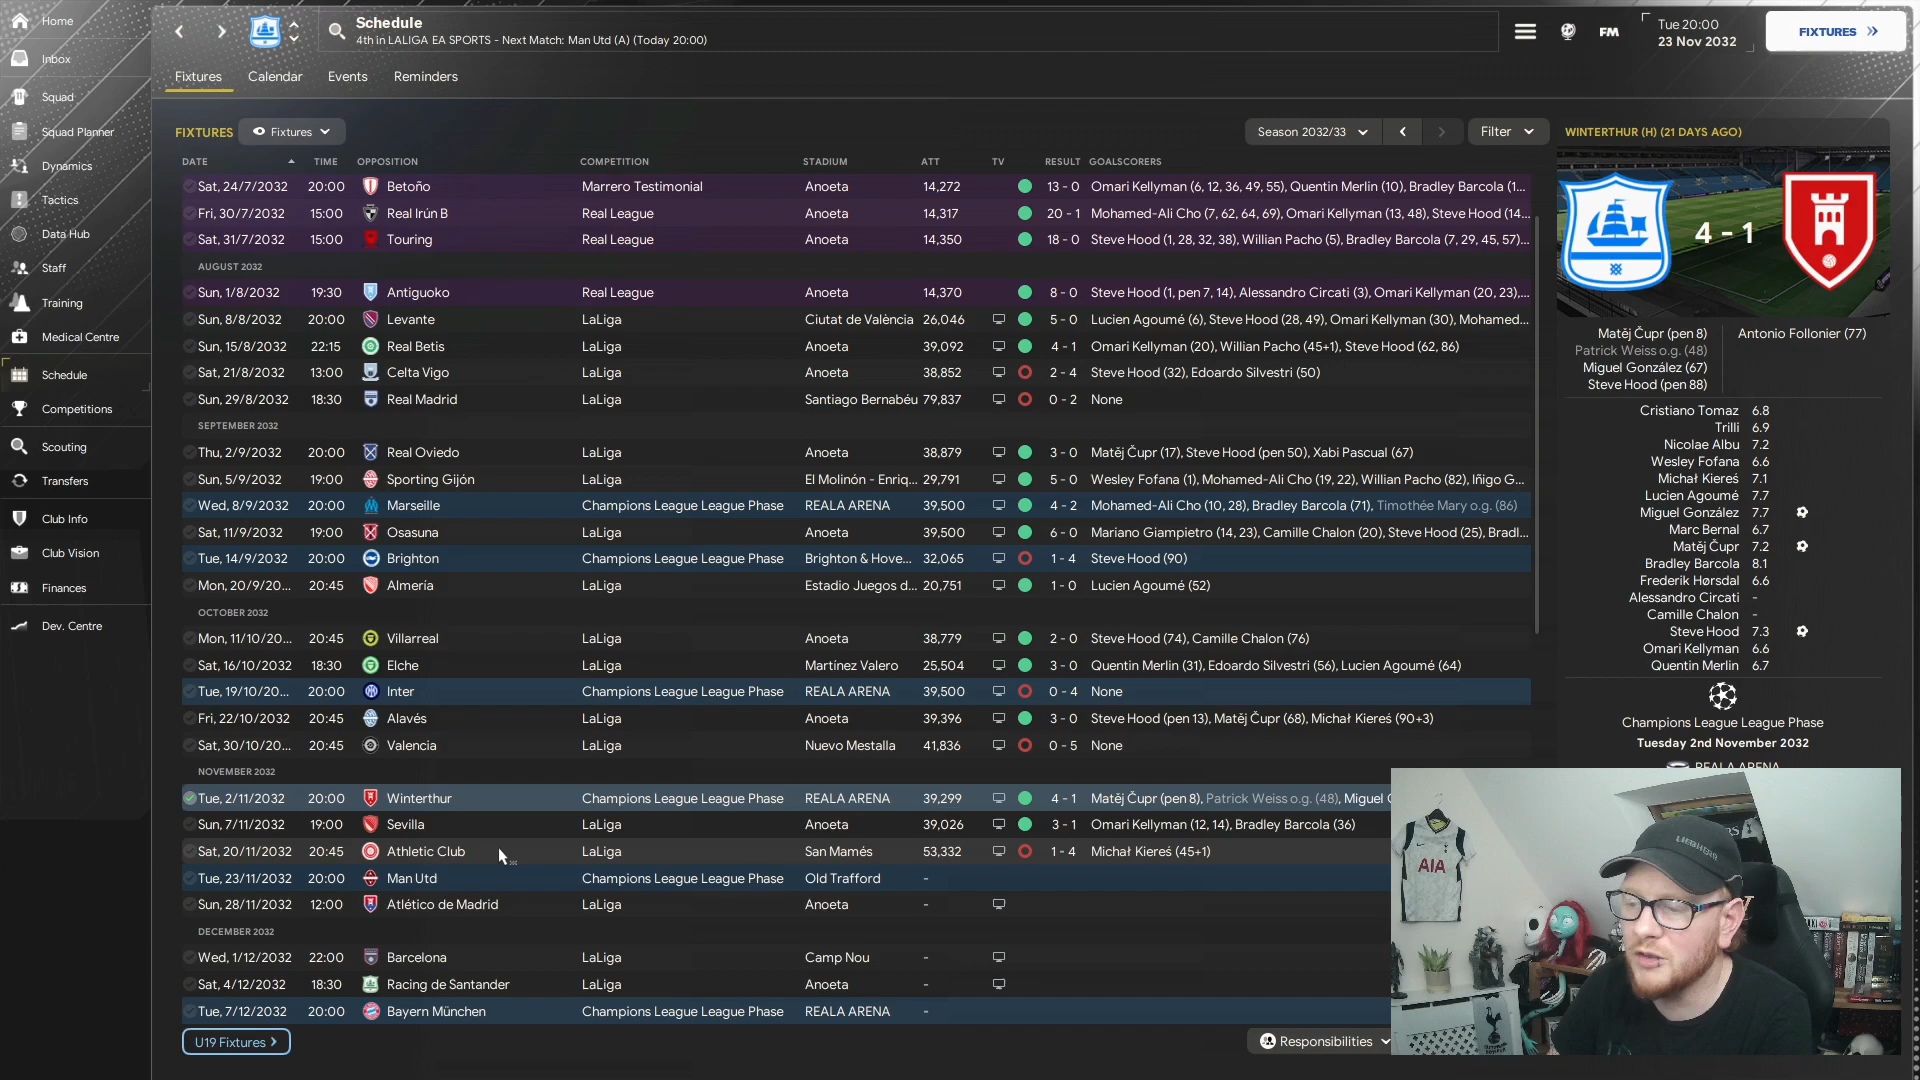 Home
Inbox
Squad
Squad Planner
Dynamics
Tactics
Data Hub
Staff
Training
Medical Centre
Schedule
Competitions
Scouting
Transfers
Club Info
Club Vision
Finances
Dev. Centre
Schedule
4th in LALIGA EA SPORTS - Next Match: Man Utd (A) (Today 20:00)
FM
Tue 20:00
23 Nov 2032
FIXTURES
Fixtures Calendar Events Reminders
FIXTURES Fixtures Season 2032/33 Filter
DATE TIME OPPOSITION COMPETITION STADIUM ATT TV RESULT GOALSCORERS
Sat, 24/7/2032 20:00 Betoño Marrero Testimonial Anoeta 14,272 13 - 0 Omari Kellyman (6, 12, 36, 49, 55), Quentin Merlin (10), Bradley Barcola (1...
Fri, 30/7/2032 15:00 Real Irún B Real League Anoeta 14,317 20 - 1 Mohamed-Ali Cho (7, 62, 64, 69), Omari Kellyman (13, 48), Steve Hood (14...
Sat, 31/7/2032 15:00 Touring Real League Anoeta 14,350 18 - 0 Steve Hood (1, 28, 32, 38), Willian Pacho (5), Bradley Barcola (7, 29, 45, 57)...
AUGUST 2032
Sun, 1/8/2032 19:30 Antiguoko Real League Anoeta 14,370 8 - 0 Steve Hood (1, pen 7, 14), Alessandro Circati (3), Omari Kellyman (20, 23),...
Sun, 8/8/2032 20:00 Levante LaLiga Ciutat de València 26,046 5 - 0 Lucien Agoumé (6), Steve Hood (28, 49), Omari Kellyman (30), Mohamed...
Sun, 15/8/2032 22:15 Real Betis LaLiga Anoeta 39,092 4 - 1 Omari Kellyman (20), Willian Pacho (45+1), Steve Hood (62, 86)
Sat, 21/8/2032 13:00 Celta Vigo LaLiga Anoeta 38,852 2 - 4 Steve Hood (32), Edoardo Silvestri (50)
Sun, 29/8/2032 18:30 Real Madrid LaLiga Santiago Bernabéu 79,837 0 - 2 None
SEPTEMBER 2032
Thu, 2/9/2032 20:00 Real Oviedo LaLiga Anoeta 38,879 3 - 0 Matěj Čupr (17), Steve Hood (pen 50), Xabi Pascual (67)
Sun, 5/9/2032 19:00 Sporting Gijón LaLiga El Molinón - Enriq... 29,791 5 - 0 Wesley Fofana (1), Mohamed-Ali Cho (19, 22), Willian Pacho (82), Iñigo G...
Wed, 8/9/2032 20:00 Marseille Champions League League Phase REALA ARENA 39,500 4 - 2 Mohamed-Ali Cho (10, 28), Bradley Barcola (71), Timothée Mary o.g. (86)
Sat, 11/9/2032 19:00 Osasuna LaLiga Anoeta 39,500 6 - 0 Mariano Giampietro (14, 23), Camille Chalon (20), Steve Hood (25), Bradl...
Tue, 14/9/2032 20:00 Brighton Champions League League Phase Brighton & Hove... 32,065 1 - 4 Steve Hood (90)
Mon, 20/9/20... 20:45 Almería LaLiga Estadio Juegos d... 20,751 1 - 0 Lucien Agoumé (52)
OCTOBER 2032
Mon, 11/10/20... 20:45 Villarreal LaLiga Anoeta 38,779 2 - 0 Steve Hood (74), Camille Chalon (76)
Sat, 16/10/2032 18:30 Elche LaLiga Martínez Valero 25,504 3 - 0 Quentin Merlin (31), Edoardo Silvestri (56), Lucien Agoumé (64)
Tue, 19/10/20... 20:00 Inter Champions League League Phase REALA ARENA 39,500 0 - 4 None
Fri, 22/10/2032 20:45 Alavés LaLiga Anoeta 39,396 3 - 0 Steve Hood (pen 13), Matěj Čupr (68), Michał Kiereś (90+3)
Sat, 30/10/20... 20:45 Valencia LaLiga Nuevo Mestalla 41,836 0 - 5 None
NOVEMBER 2032
Tue, 2/11/2032 20:00 Winterthur Champions League League Phase REALA ARENA 39,299 4 - 1 Matěj Čupr (pen 8), Patrick Weiss o.g. (48), Miguel
Sun, 7/11/2032 19:00 Sevilla LaLiga Anoeta 39,026 3 - 1 Omari Kellyman (12, 14), Bradley Barcola (36)
Sat, 20/11/2032 20:45 Athletic Club LaLiga San Mamés 53,332 1 - 4 Michał Kiereś (45+1)
Tue, 23/11/2032 20:00 Man Utd Champions League League Phase Old Trafford -
Sun, 28/11/2032 12:00 Atlético de Madrid LaLiga Anoeta -
DECEMBER 2032
Wed, 1/12/2032 22:00 Barcelona LaLiga Camp Nou -
Sat, 4/12/2032 18:30 Racing de Santander LaLiga Anoeta -
Tue, 7/12/2032 20:00 Bayern München Champions League League Phase REALA ARENA -
U19 Fixtures
Responsibilities
WINTERTHUR (H) (21 DAYS AGO)
4 - 1
Matěj Čupr (pen 8) Antonio Follonier (77)
Patrick Weiss o.g. (48)
Miguel González (67)
Steve Hood (pen 88)
Cristiano Tomaz 6.8
Trilli 6.9
Nicolae Albu 7.2
Wesley Fofana 6.6
Michał Kiereś 7.1
Lucien Agoumé 7.7
Miguel González 7.7
Marc Bernal 6.7
Matěj Čupr 7.2
Bradley Barcola 8.1
Frederik Hørsdal 6.6
Alessandro Circati -
Camille Chalon -
Steve Hood 7.3
Omari Kellyman 6.6
Quentin Merlin 6.7
Champions League League Phase
Tuesday 2nd November 2032
REALA ARENA
AIA
LIEBHERR